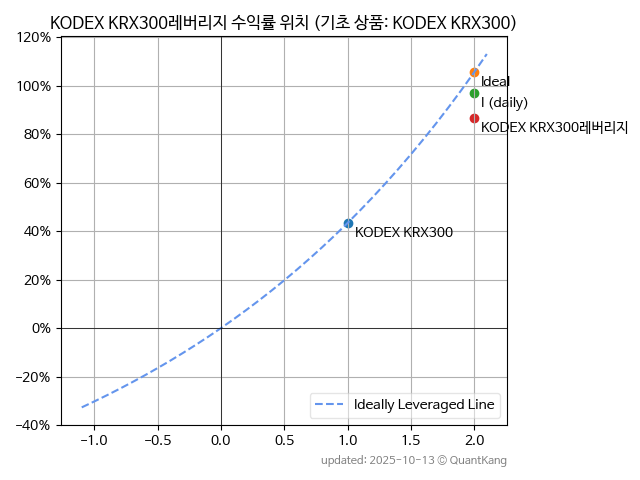 KODEX KRX300레버리지 수익률 위치 (기초 상품: KODEX KRX300)
120%
100%
80%
60%
40%
20%
0%
−20%
−40%
Ideal
I (daily)
KODEX KRX300레버리지
KODEX KRX300
Ideally Leveraged Line
−1.0
−0.5
0.0
0.5
1.0
1.5
2.0
updated: 2025-10-13 © QuantKang